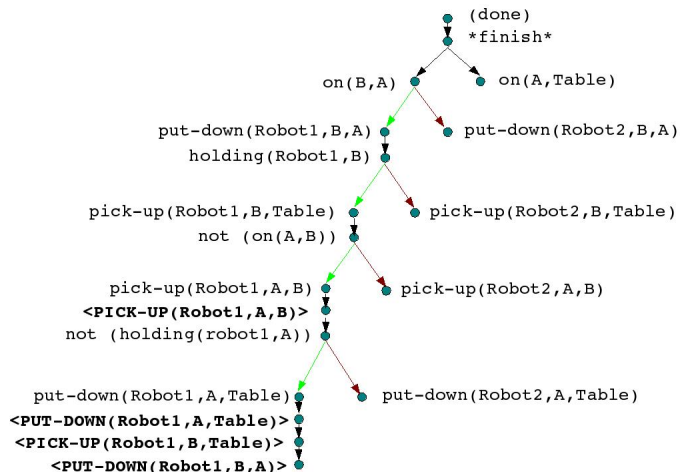 (done)
*finish*
on(B,A)
on(A,Table)
put-down(Robot1,B,A)
put-down(Robot2,B,A)
holding(Robot1,B)
pick-up(Robot1,B,Table)
pick-up(Robot2,B,Table)
not (on(A,B))
pick-up(Robot1,A,B)
pick-up(Robot2,A,B)
<PICK-UP(Robot1,A,B)>
not (holding(robot1,A))
put-down(Robot1,A,Table)
put-down(Robot2,A,Table)
<PUT-DOWN(Robot1,A,Table)>
<PICK-UP(Robot1,B,Table)>
<PUT-DOWN(Robot1,B,A)>